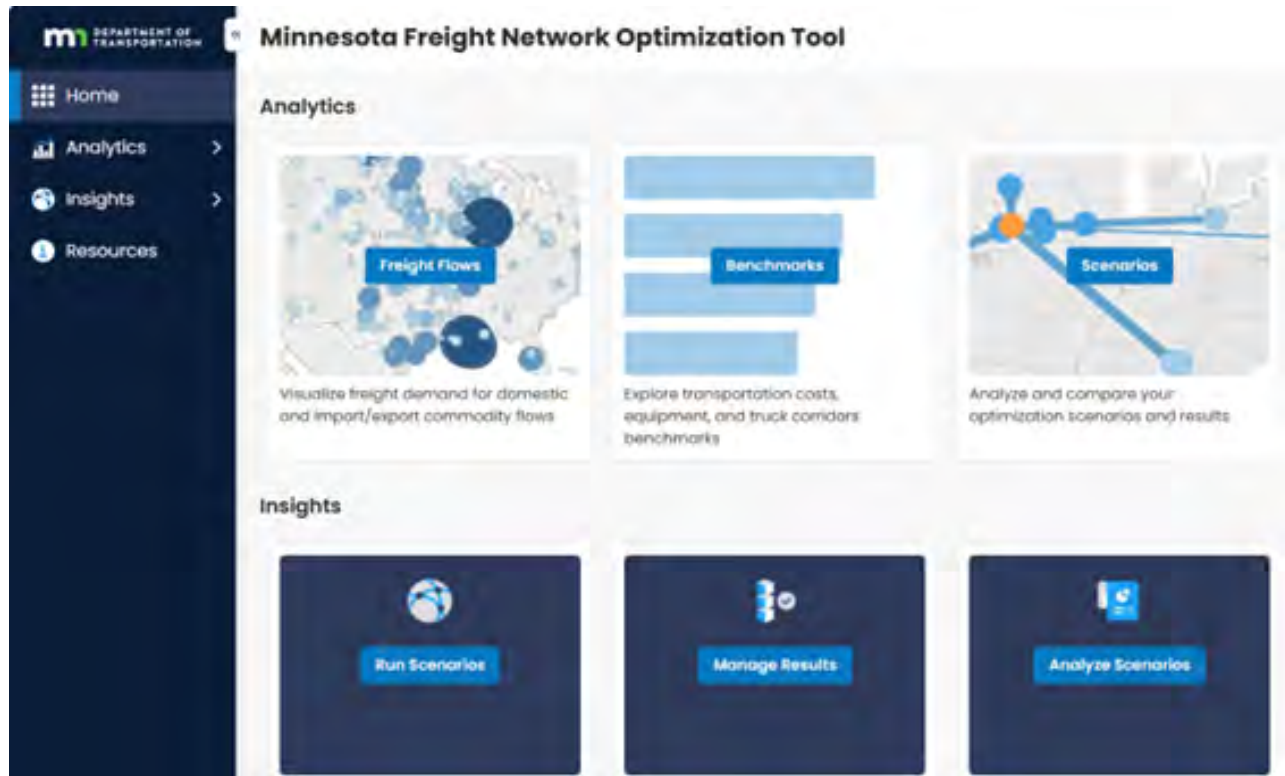 mn DEPARTMENT OF
TRANSPORTATION
Minnesota Freight Network Optimization Tool
Home
Analytics
Insights
Resources
Analytics
Freight Flows
Benchmarks
Scenarios
Visualize freight demand for domestic
and import/export commodity flows
Explore transportation costs,
equipment, and truck corridors
benchmarks
Analyze and compare your
optimization scenarios and results
Insights
Run Scenarios
Manage Results
Analyze Scenarios